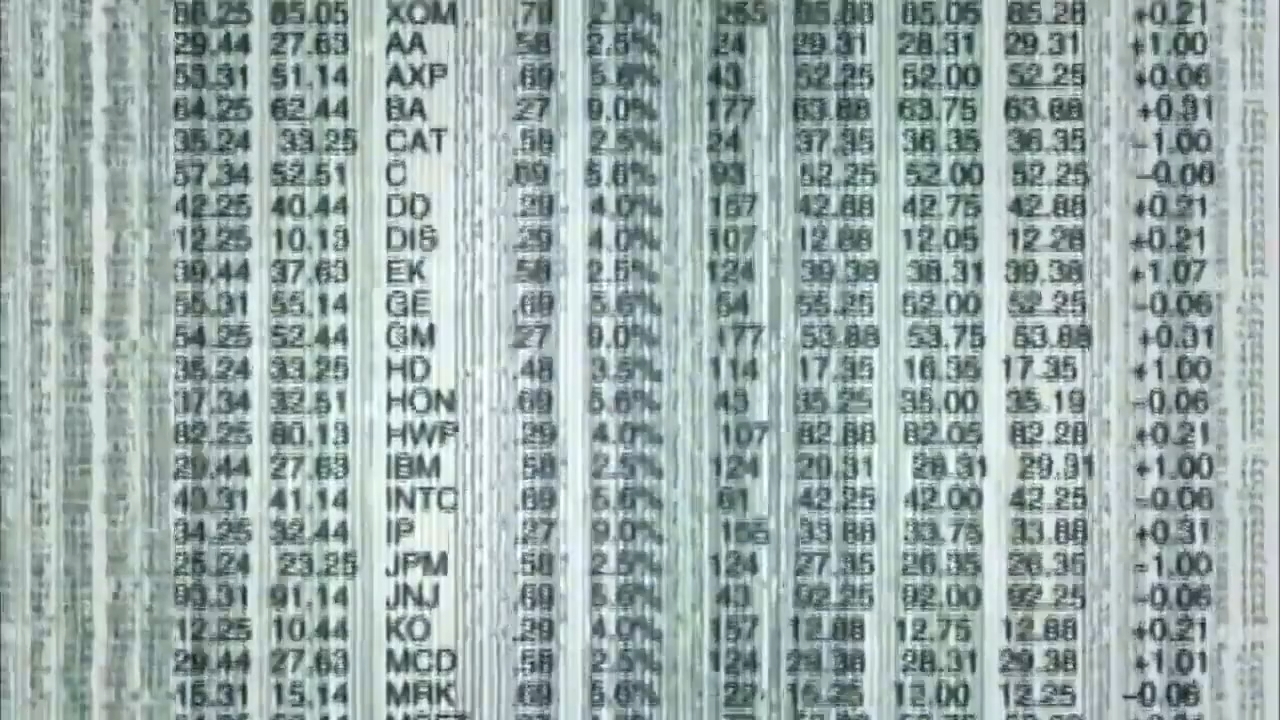 85.05 XOM .79 2.0% 265 85.88 85.05 85.28 +0.21
29.44 27.63 AA .58 2.5% 24 29.31 28.31 29.31 +1.00
53.31 51.14 AXP .69 5.6% 43 52.25 52.00 52.25 +0.06
64.25 62.44 BA .27 9.0% 177 63.88 63.75 63.88 +0.31
35.24 33.25 CAT .58 2.5% 24 37.35 36.35 36.35 -1.00
57.34 52.51 C .69 5.6% 93 52.25 52.00 52.25 -0.06
42.25 40.44 DD .29 4.0% 157 42.88 42.75 42.88 +0.21
12.25 10.13 DIS .29 4.0% 107 12.88 12.05 12.28 +0.21
39.44 37.63 EK .58 2.5% 124 39.38 38.31 39.38 +1.07
55.31 55.14 GE .69 5.6% 64 55.25 52.00 52.25 -0.06
54.25 52.44 GM .27 9.0% 177 53.88 53.75 53.88 +0.31
35.24 33.25 HD .48 3.5% 114 17.35 16.35 17.35 +1.00
37.34 32.51 HON .69 5.6% 43 35.25 35.00 35.19 -0.06
82.25 80.13 HWP .29 4.0% 107 82.88 82.05 82.28 +0.21
29.44 27.63 IBM .58 2.5% 124 29.31 28.31 29.31 +1.00
40.31 41.14 INTC .69 5.6% 61 42.25 42.00 42.25 -0.06
34.25 32.44 IP .27 9.0% 33.88 33.75 33.88 +0.31
25.24 23.25 JPM .58 2.5% 124 27.35 26.35 26.35 -1.00
93.31 91.14 JNJ .69 5.6% 43 92.25 92.00 92.25 -0.06
12.25 10.44 KO .29 4.0% 157 12.88 12.75 12.88 +0.21
29.44 27.63 MCD .58 2.5% 124 29.38 28.31 29.38 +1.01
15.31 15.14 MRK .69 5.6% 22 12.00 12.25 -0.06